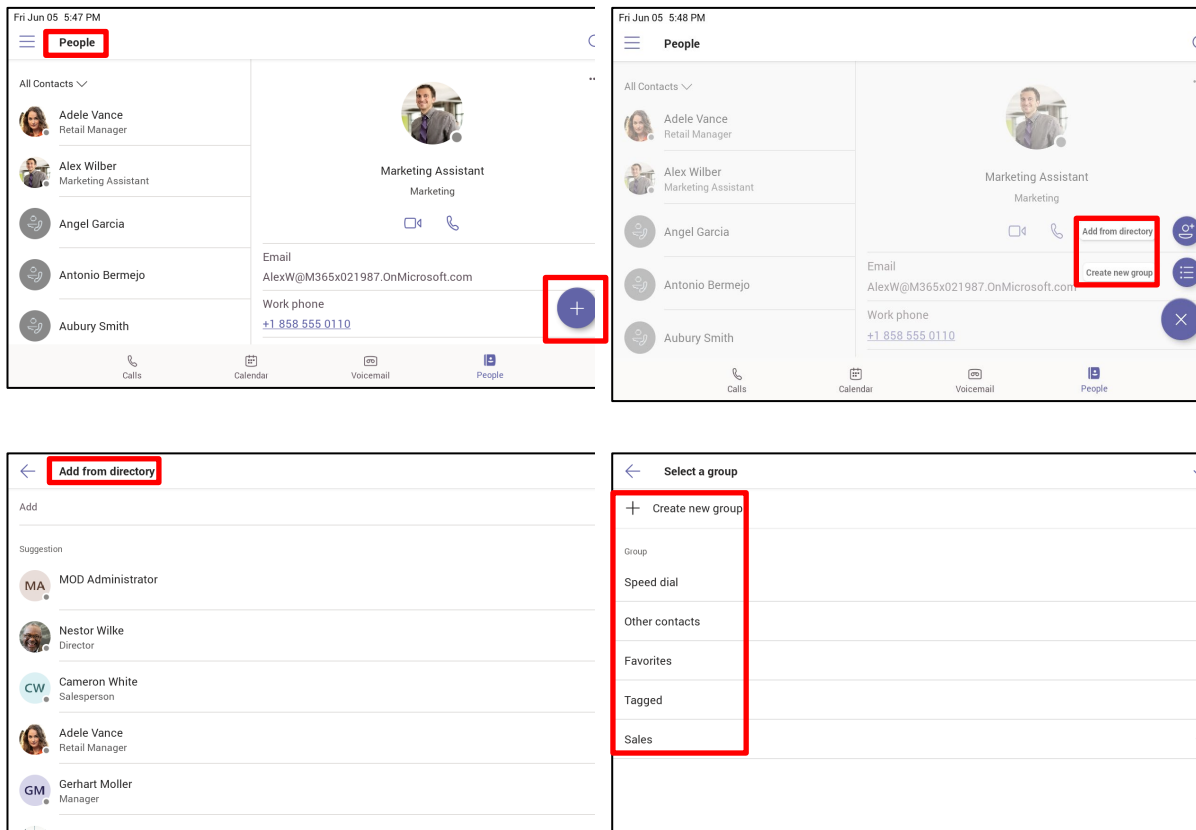 Fri Jun 05 5:47 PM
People
All Contacts
Adele Vance
Retail Manager
Alex Wilber
Marketing Assistant
Angel Garcia
Antonio Bermejo
Aubury Smith
Marketing Assistant
Marketing
Email
AlexW@M365x021987.OnMicrosoft.com
Work phone
+1 858 555 0110
Calls
Calendar
Voicemail
People
Fri Jun 05 5:48 PM
People
All Contacts
Adele Vance
Retail Manager
Alex Wilber
Marketing Assistant
Angel Garcia
Antonio Bermejo
Aubury Smith
Marketing Assistant
Marketing
Add from directory
Create new group
Email
AlexW@M365x021987.OnMicrosoft.com
Work phone
+1 858 555 0110
Calls
Calendar
Voicemail
People
Add from directory
Add
Suggestion
MA
MOD Administrator
Nestor Wilke
Director
CW
Cameron White
Salesperson
Adele Vance
Retail Manager
GM
Gerhart Moller
Manager
Select a group
+ Create new group
Group
Speed dial
Other contacts
Favorites
Tagged
Sales